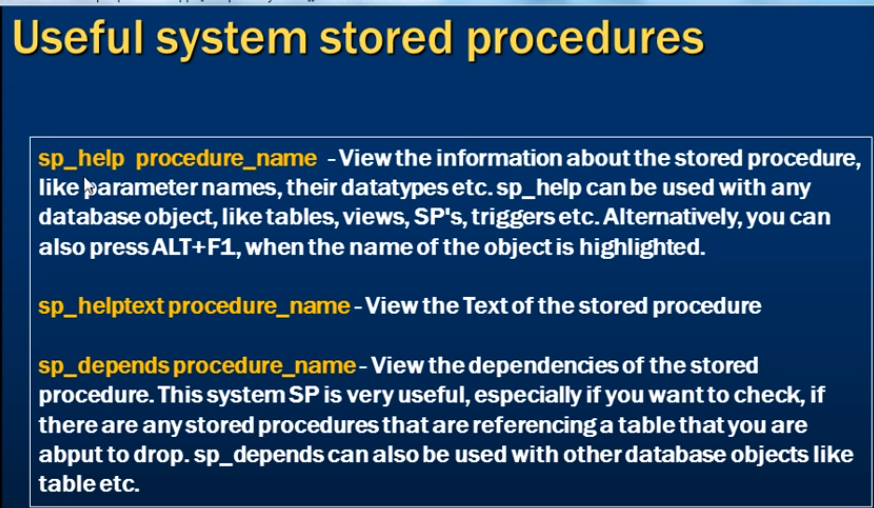 Useful system stored procedures
sp_help procedure_name - View the information about the stored procedure,
like parameter names, their datatypes etc. sp_help can be used with any
database object, like tables, views, SP's, triggers etc. Alternatively, you can
also press ALT+F1, when the name of the object is highlighted.
sp_helptext procedure_name - View the Text of the stored procedure
sp_depends procedure_name - View the dependencies of the stored
procedure. This system SP is very useful, especially if you want to check, if
there are any stored procedures that are referencing a table that you are
abput to drop. sp_depends can also be used with other database objects like
table etc.